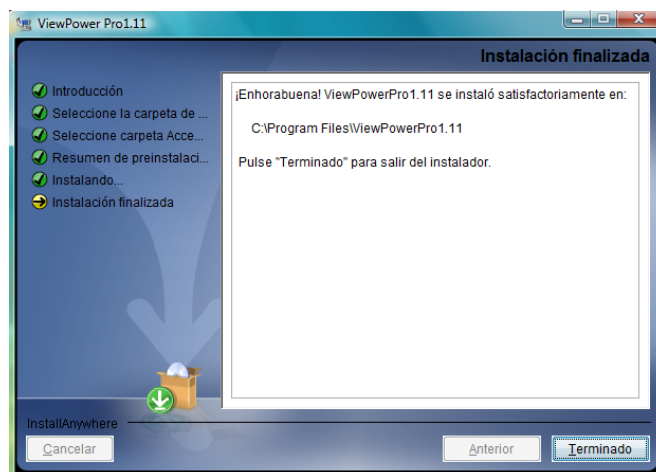 ViewPower Pro1.11
Instalación finalizada
Introducción
Seleccione la carpeta de ...
Seleccione carpeta Acce...
Resumen de preinstalaci...
Instalando...
Instalación finalizada
¡Enhorabuena! ViewPowerPro1.11 se instaló satisfactoriamente en:
C:\Program Files\ViewPowerPro1.11
Pulse "Terminado" para salir del instalador.
InstallAnywhere
Cancelar
Anterior
Terminado